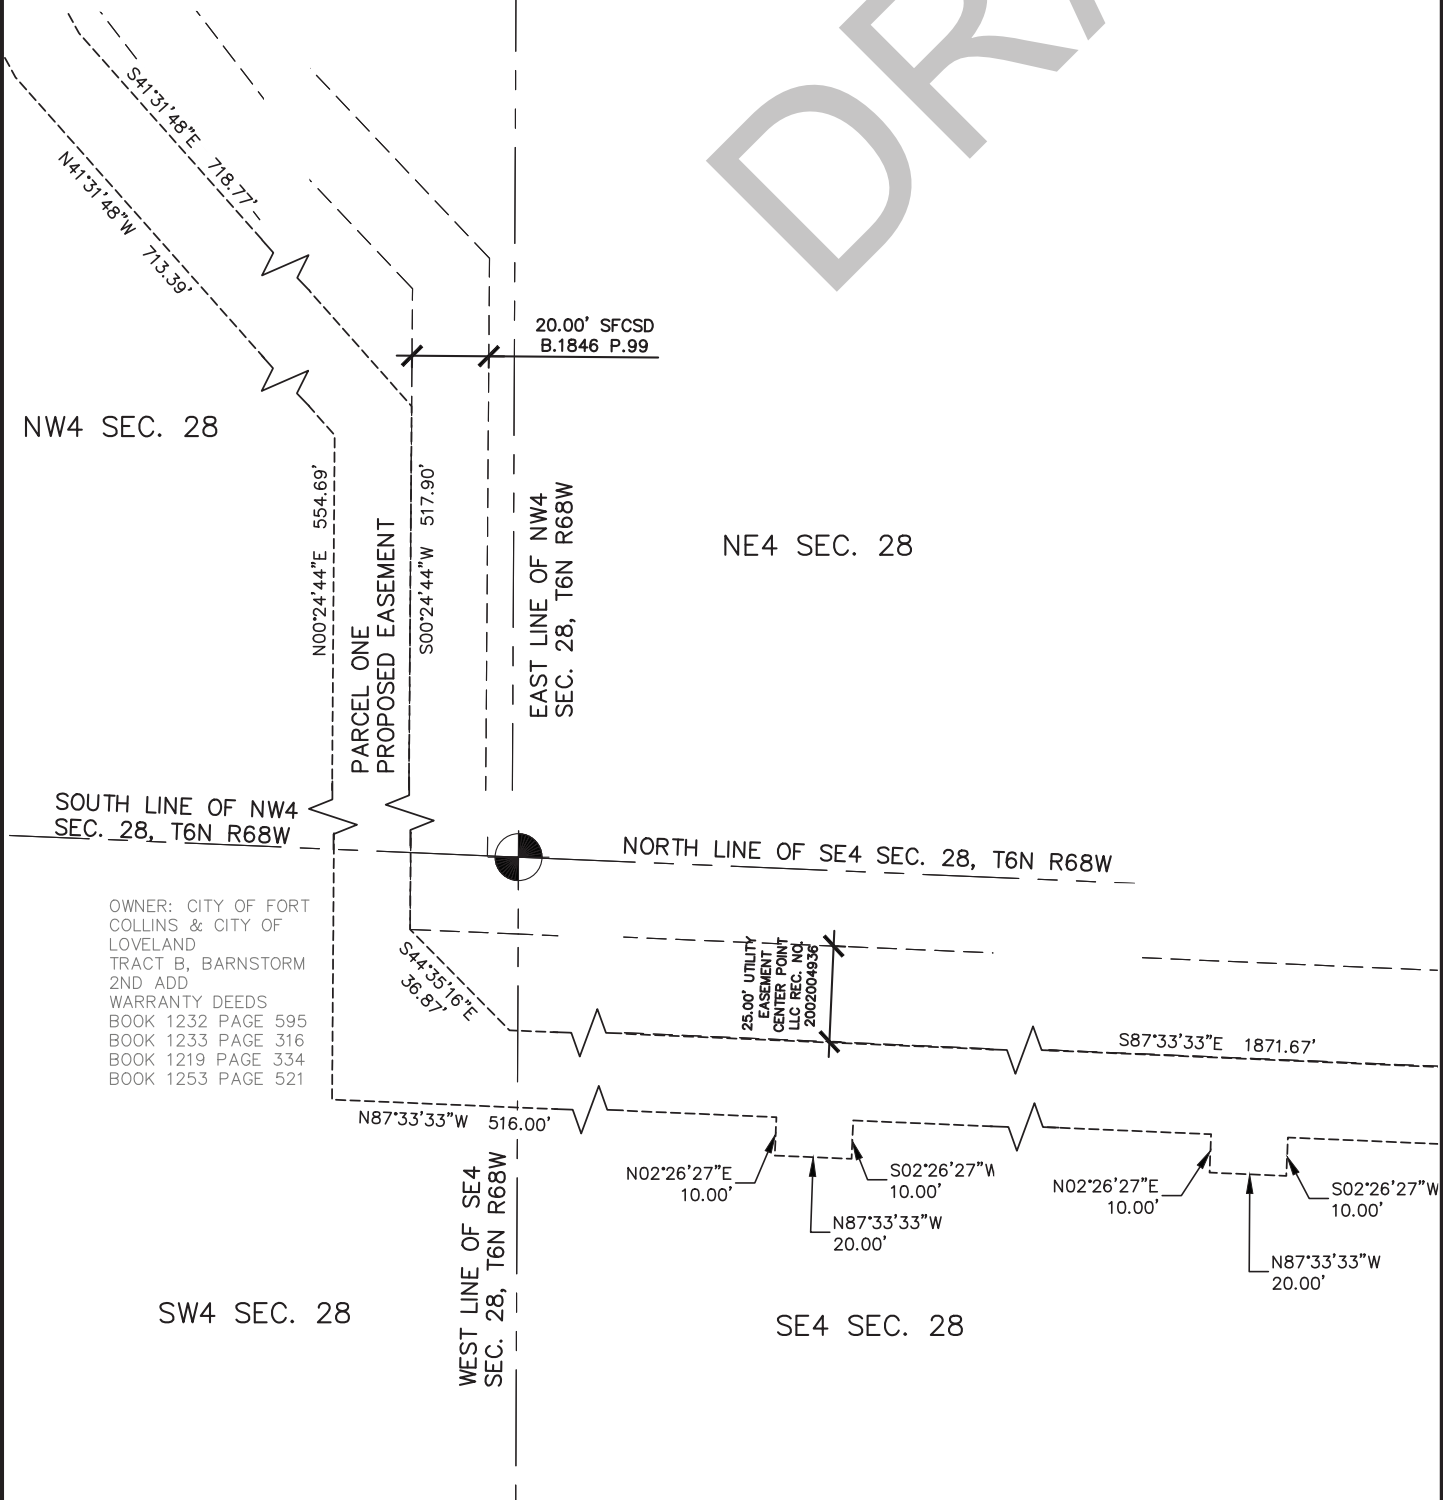 DRA
S41°31'48"E 718.77'
N41°31'48"W 713.39'
20.00' SFCSD
B.1846 P.99
NW4 SEC. 28
N00°24'44"E 554.69'
PARCEL ONE
PROPOSED EASEMENT
S00°24'44"W 517.90'
EAST LINE OF NW4
SEC. 28, T6N R68W
NE4 SEC. 28
SOUTH LINE OF NW4
SEC. 28, T6N R68W
NORTH LINE OF SE4 SEC. 28, T6N R68W
OWNER: CITY OF FORT
COLLINS & CITY OF
LOVELAND
TRACT B, BARNSTORM
2ND ADD
WARRANTY DEEDS
BOOK 1232 PAGE 595
BOOK 1233 PAGE 316
BOOK 1219 PAGE 334
BOOK 1253 PAGE 521
S44°35'16"E
36.87'
25.00' UTILITY
EASEMENT
CENTER POINT
LLC REC. NO.
20020004936
S87°33'33"E 1871.67'
N87°33'33"W 516.00'
N02°26'27"E
10.00'
S02°26'27"W
10.00'
N87°33'33"W
20.00'
N02°26'27"E
10.00'
S02°26'27"W
10.00'
N87°33'33"W
20.00'
WEST LINE OF SE4
SEC. 28, T6N R68W
SW4 SEC. 28
SE4 SEC. 28